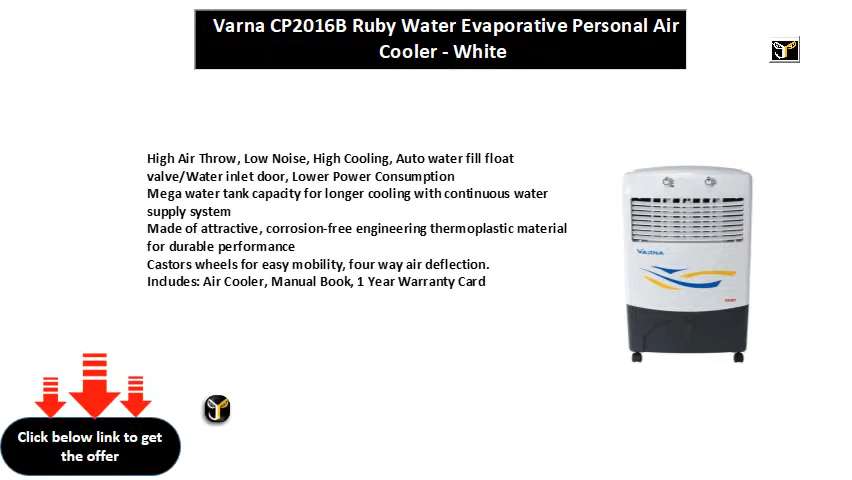 Varna CP2016B Ruby Water Evaporative Personal Air
Cooler - White
High Air Throw, Low Noise, High Cooling, Auto water fill float
valve/Water inlet door, Lower Power Consumption
Mega water tank capacity for longer cooling with continuous water
supply system
Made of attractive, corrosion-free engineering thermoplastic material
for durable performance
Castors wheels for easy mobility, four way air deflection.
Includes: Air Cooler, Manual Book, 1 Year Warranty Card
VARNA
Click below link to get
the offer